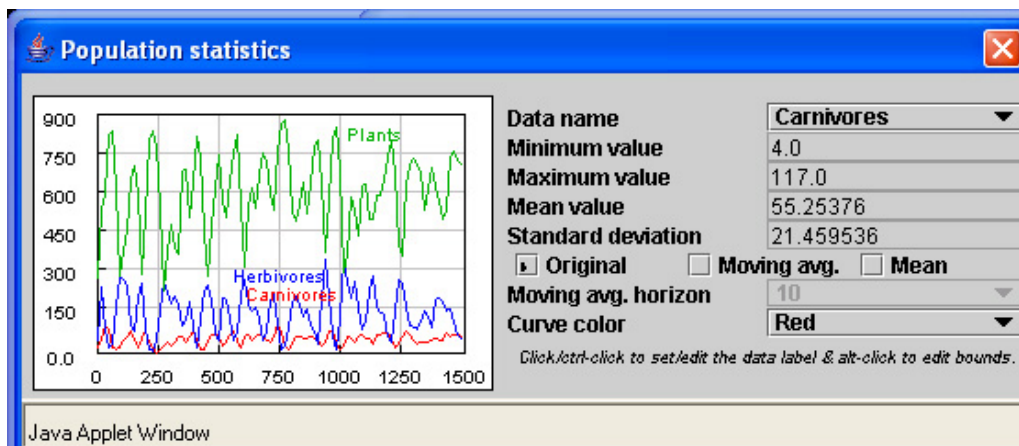 Population statistics
900
750
600
450
300
150
0.0
0 250 500 750 1000 1250 1500
Plants
Herbivores
Carnivores
Data name Carnivores
Minimum value 4.0
Maximum value 117.0
Mean value 55.25376
Standard deviation 21.459536
Original Moving avg. Mean
Moving avg. horizon 10
Curve color Red
Click/ctrl-click to set/edit the data label & alt-click to edit bounds.
Java Applet Window